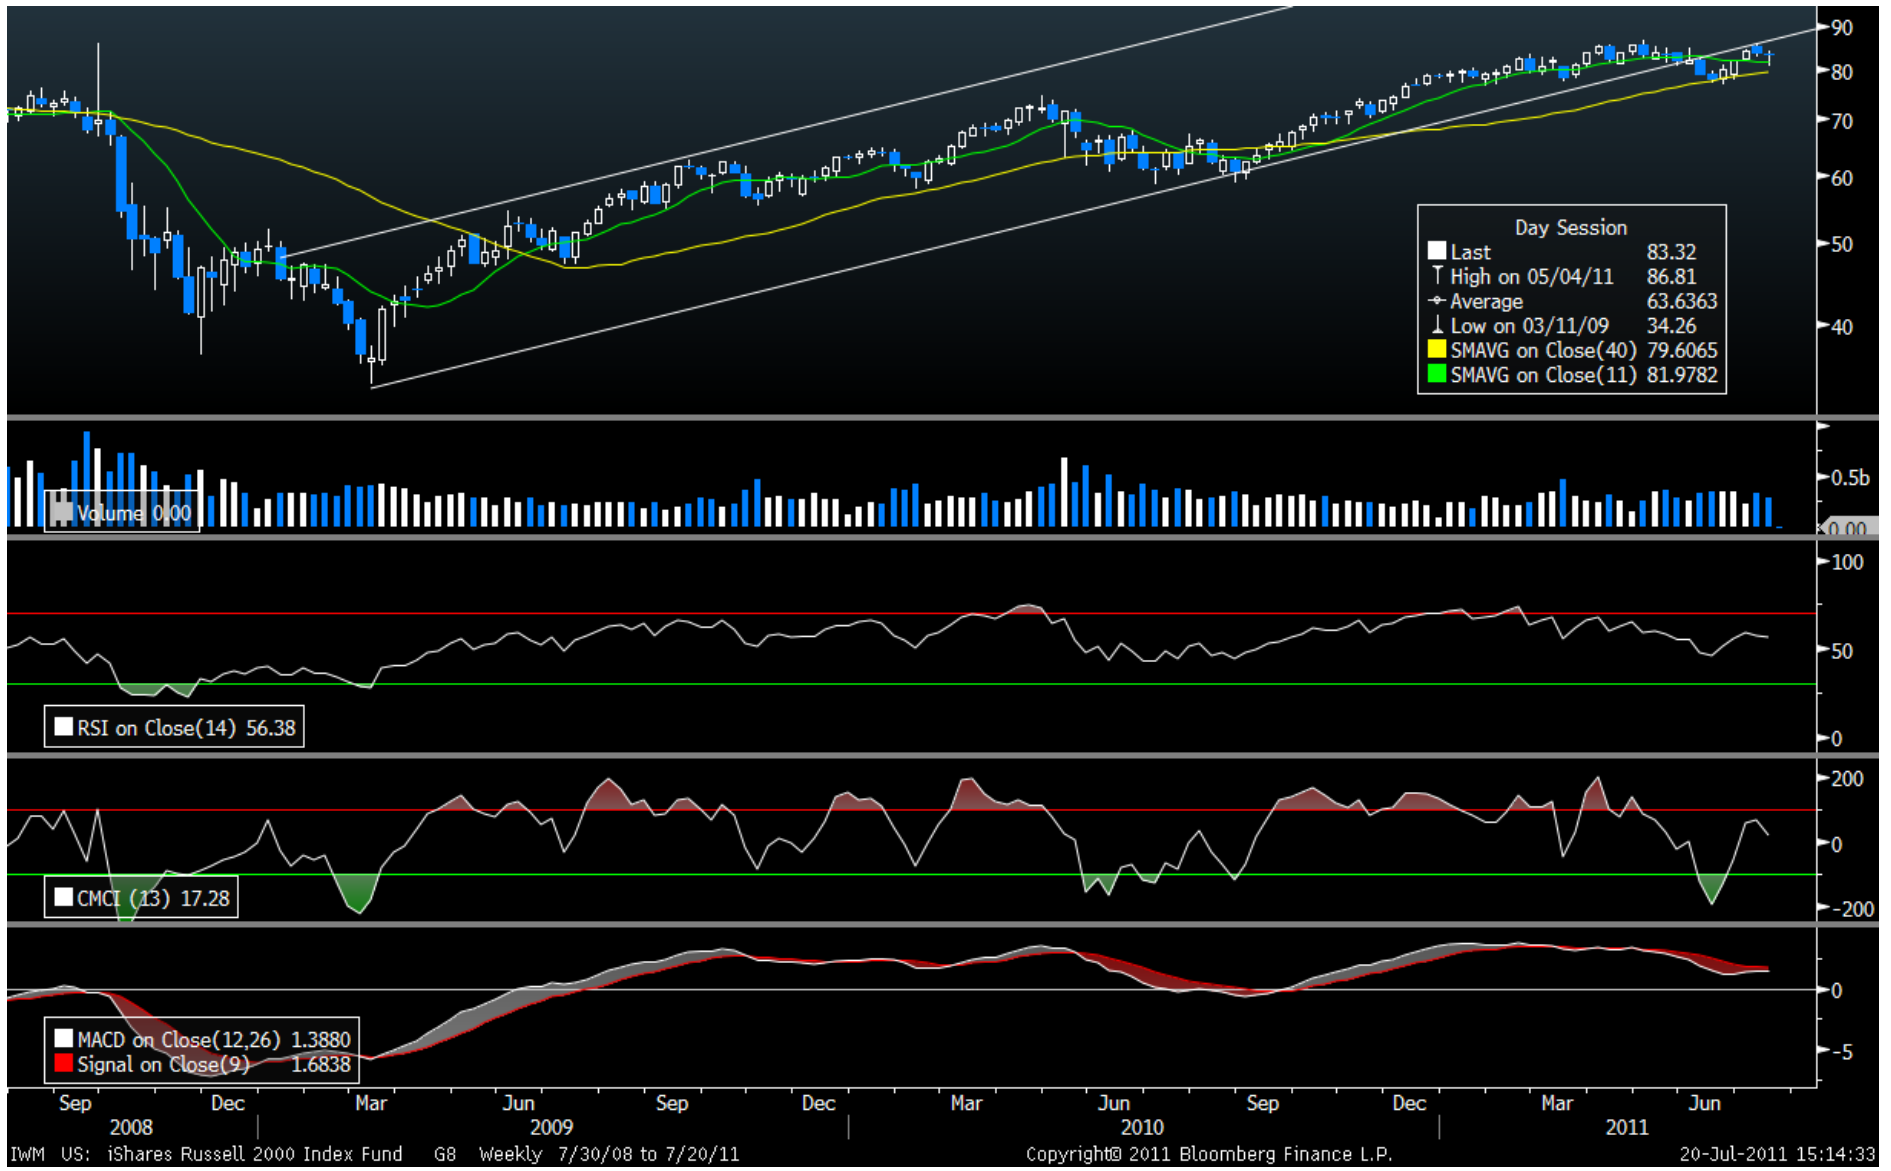 90
80
70
60
50
40
Day Session
Last 83.32
High on 05/04/11 86.81
Average 63.6363
Low on 03/11/09 34.26
SMAVG on Close(40) 79.6065
SMAVG on Close(11) 81.9782
0.5b
Volume 0.00
0.00
100
50
RSI on Close(14) 56.38
0
200
0
CMCI (13) 17.28
-200
0
MACD on Close(12,26) 1.3880
Signal on Close(9) 1.6838
-5
Sep Dec Mar Jun Sep Dec Mar Jun Sep Dec Mar Jun
2008 2009 2010 2011
IWM US: iShares Russell 2000 Index Fund G8 Weekly 7/30/08 to 7/20/11 Copyright© 2011 Bloomberg Finance L.P. 20-Jul-2011 15:14:33